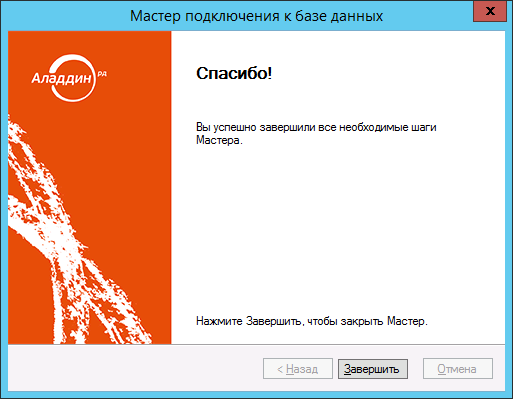 Мастер подключения к базе данных
x
Аладдин РД
Спасибо!
Вы успешно завершили все необходимые шаги
Мастера.
Нажмите Завершить, чтобы закрыть Мастер.
< Назад
Завершить
Отмена